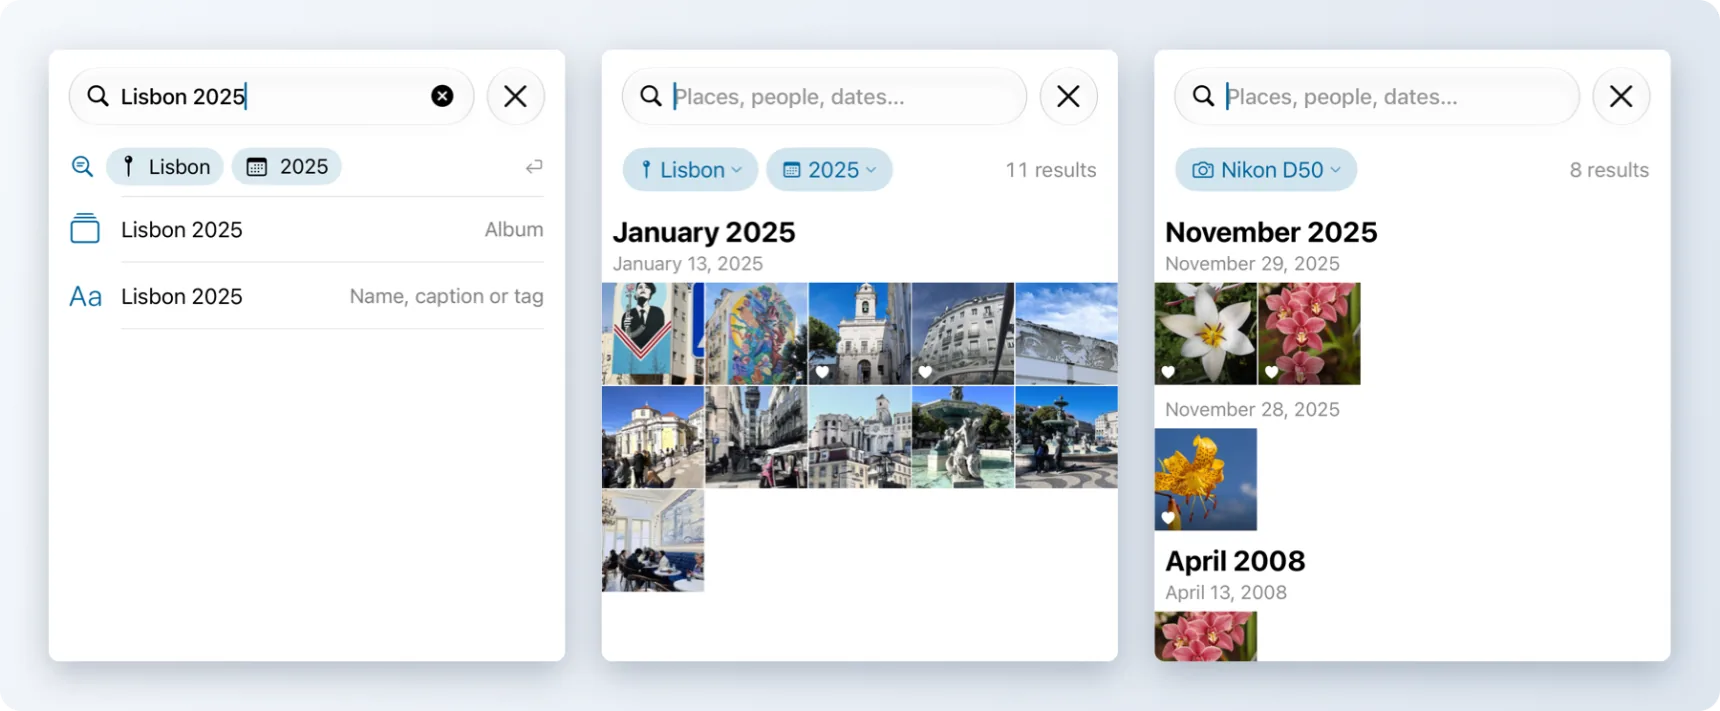 Lisbon 2025
Lisbon 2025
Lisbon 2025 Album
Aa Lisbon 2025 Name, caption or tag
Places, people, dates...
Lisbon 2025 11 results
January 2025
January 13, 2025
Places, people, dates...
Nikon D50 8 results
November 2025
November 29, 2025
November 28, 2025
April 2008
April 13, 2008